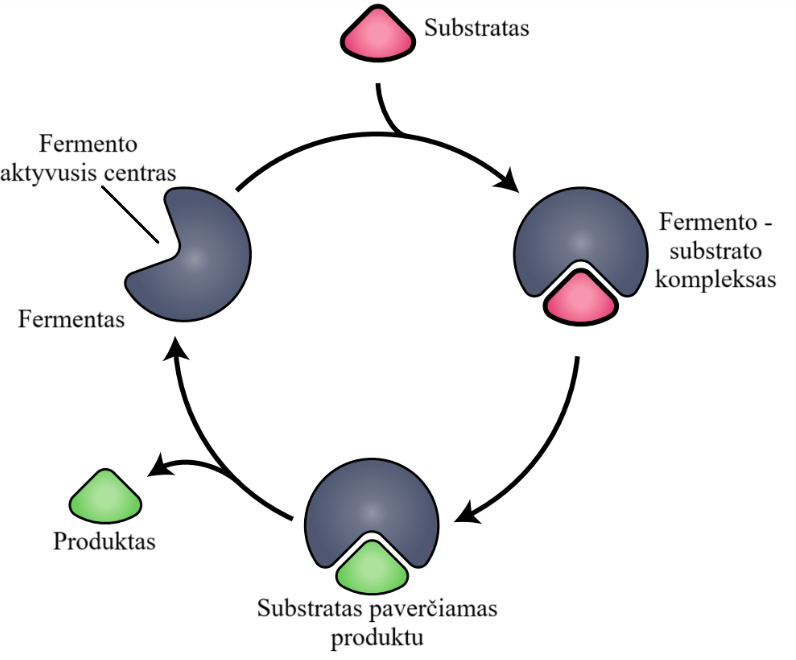 Substratas
Fermento
aktyvusis centras
Fermento -
substrato
kompleksas
Fermentas
Produktas
Substratas paverčiamas
produktu